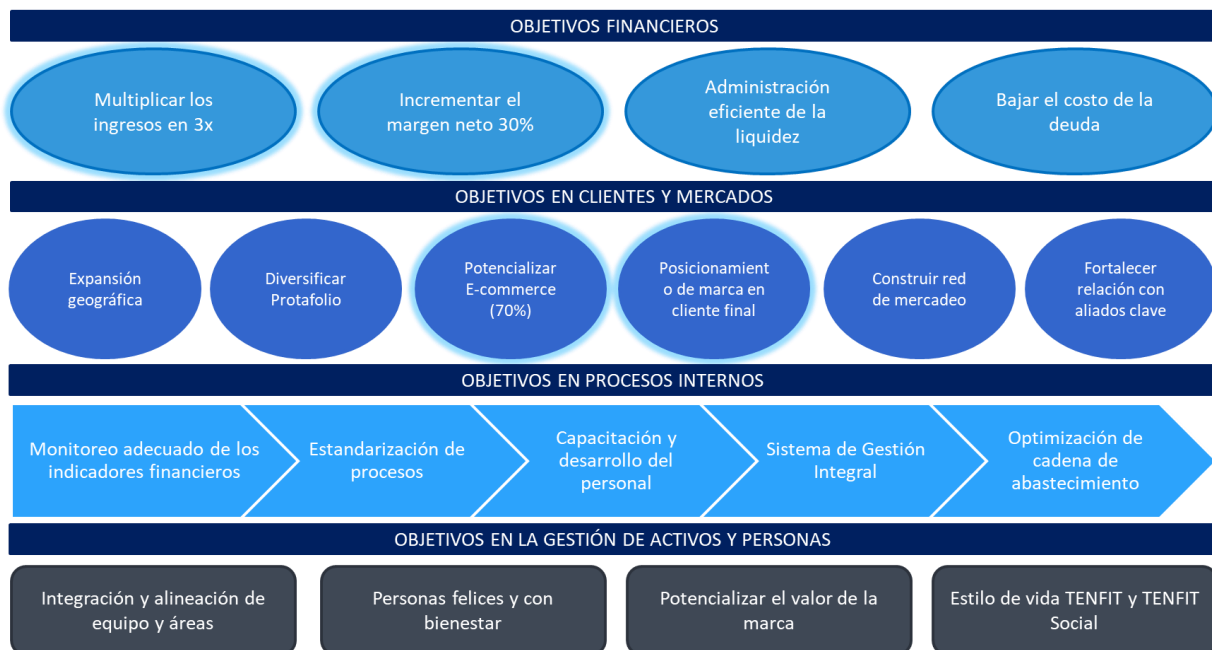 OBJETIVOS FINANCIEROS
Multiplicar los
ingresos en 3x
Incrementar el
margen neto 30%
Administración
eficiente de la
liquidez
Bajar el costo de la
deuda
OBJETIVOS EN CLIENTES Y MERCADOS
Expansión
geográfica
Diversificar
Protafolio
Potencializar
E-commerce
(70%)
Posicionamient
o de marca en
cliente final
Construir red
de mercadeo
Fortalecer
relación con
aliados clave
OBJETIVOS EN PROCESOS INTERNOS
Monitoreo adecuado de los
indicadores financieros
Estandarización de
procesos
Capacitación y
desarrollo del
personal
Sistema de Gestión
Integral
Optimización de
cadena de
abastecimiento
OBJETIVOS EN LA GESTIÓN DE ACTIVOS Y PERSONAS
Integración y alineación de
equipo y áreas
Personas felices y con
bienestar
Potencializar el valor de la
marca
Estilo de vida TENFIT y TENFIT
Social